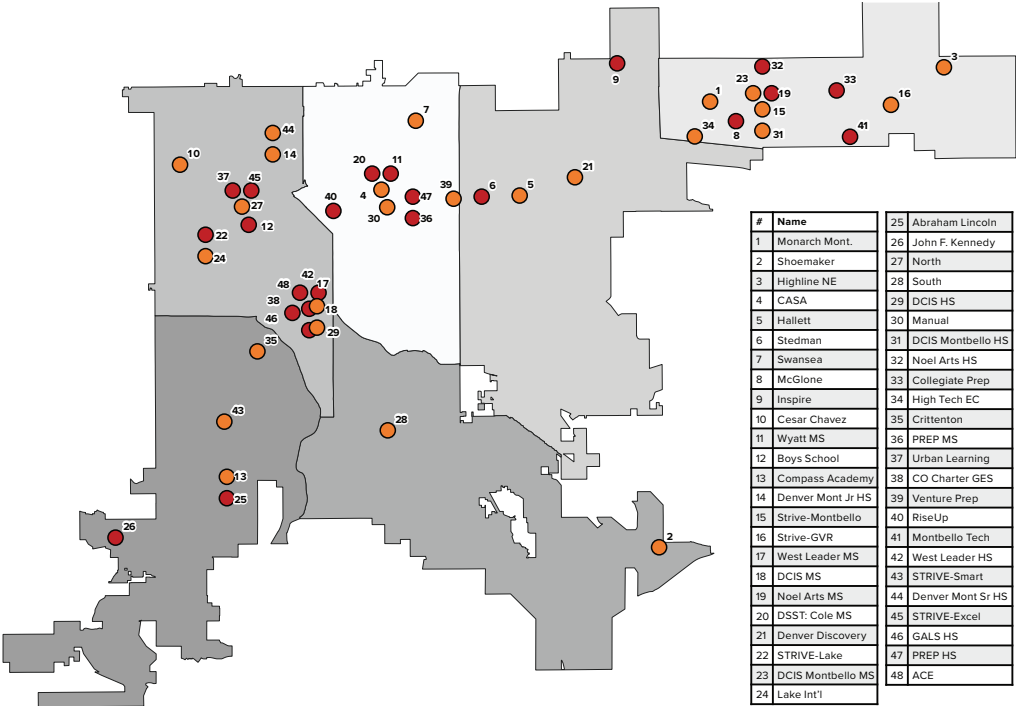 3
32
9
33
23
19
16
1
7
15
34
8
31
41
44
14
10
20
11
21
37
45
4
47
39
6
5
27
40
30
36
12
22
24
42
48
17
38
18
46
29
35
43
28
13
25
26
2
# Name
1 Monarch Mont.
2 Shoemaker
3 Highline NE
4 CASA
5 Hallett
6 Stedman
7 Swansea
8 McGlone
9 Inspire
10 Cesar Chavez
11 Wyatt MS
12 Boys School
13 Compass Academy
14 Denver Mont Jr HS
15 Strive-Montbello
16 Strive-GVR
17 West Leader MS
18 DCIS MS
19 Noel Arts MS
20 DSST: Cole MS
21 Denver Discovery
22 STRIVE-Lake
23 DCIS Montbello MS
24 Lake Int'l
25 Abraham Lincoln
26 John F. Kennedy
27 North
28 South
29 DCIS HS
30 Manual
31 DCIS Montbello HS
32 Noel Arts HS
33 Collegiate Prep
34 High Tech EC
35 Crittenton
36 PREP MS
37 Urban Learning
38 CO Charter GES
39 Venture Prep
40 RiseUp
41 Montbello Tech
42 West Leader HS
43 STRIVE-Smart
44 Denver Mont Sr HS
45 STRIVE-Excel
46 GALS HS
47 PREP HS
48 ACE